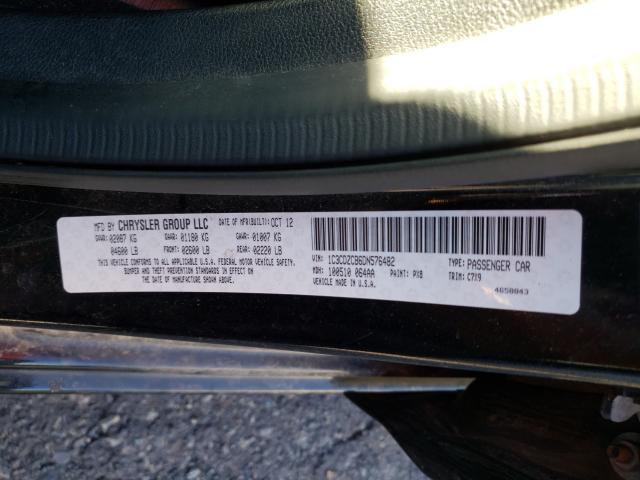 MFD BY CHRYSLER GROUP LLC DATE OF MFR(BUILT): OCT 12
GVWR: 02087 KG GAWR: 01180 KG GAWR: 01007 KG
04600 LB FRONT: 02600 LB REAR: 02220 LB
THIS VEHICLE CONFORMS TO ALL APPLICABLE U.S.A. FEDERAL MOTOR VEHICLE SAFETY,
BUMPER AND THEFT PREVENTION STANDARDS IN EFFECT ON THE
DATE OF MANUFACTURE SHOWN ABOVE.
VIN: 1C3CDZCB6DN576482 TYPE: PASSENGER CAR
MDH: 100510 064AA PAINT: PX8 TRIM: C7J9
VEHICLE MADE IN U.S.A. 4650043